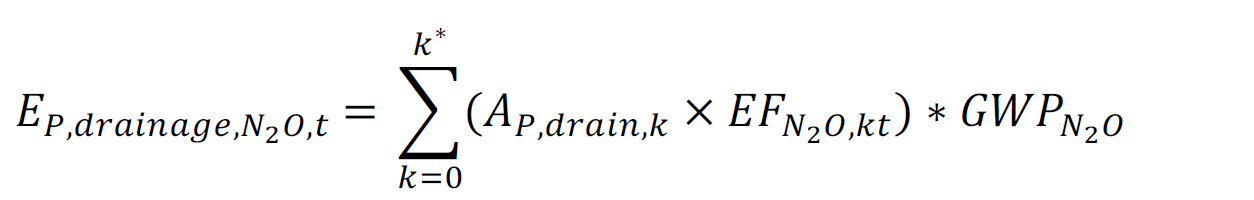 E_{P,drainage,N_2O,t} = \sum_{k=0}^{k^*} (A_{P,drain,k} × EF_{N_2O,kt}) * GWP_{N_2O}